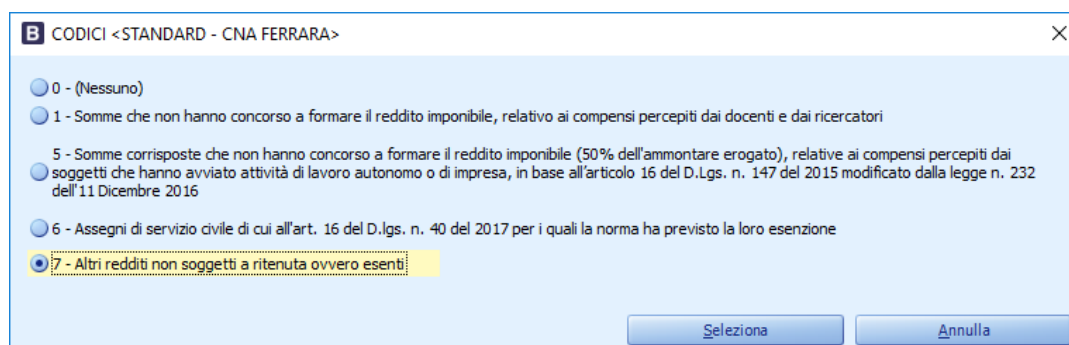 B CODICI <STANDARD - CNA FERRARA>
0 - (Nessuno)
1 - Somme che non hanno concorso a formare il reddito imponibile, relativo ai compensi percepiti dai docenti e dai ricercatori
5 - Somme corrisposte che non hanno concorso a formare il reddito imponibile (50% dell'ammontare erogato), relative ai compensi percepiti dai
soggetti che hanno avviato attività di lavoro autonomo o di impresa, in base all'articolo 16 del D.Lgs. n. 147 del 2015 modificato dalla legge n. 232
dell'11 Dicembre 2016
6 - Assegni di servizio civile di cui all'art. 16 del D.lgs. n. 40 del 2017 per i quali la norma ha previsto la loro esenzione
7 - Altri redditi non soggetti a ritenuta ovvero esenti
Seleziona Annulla